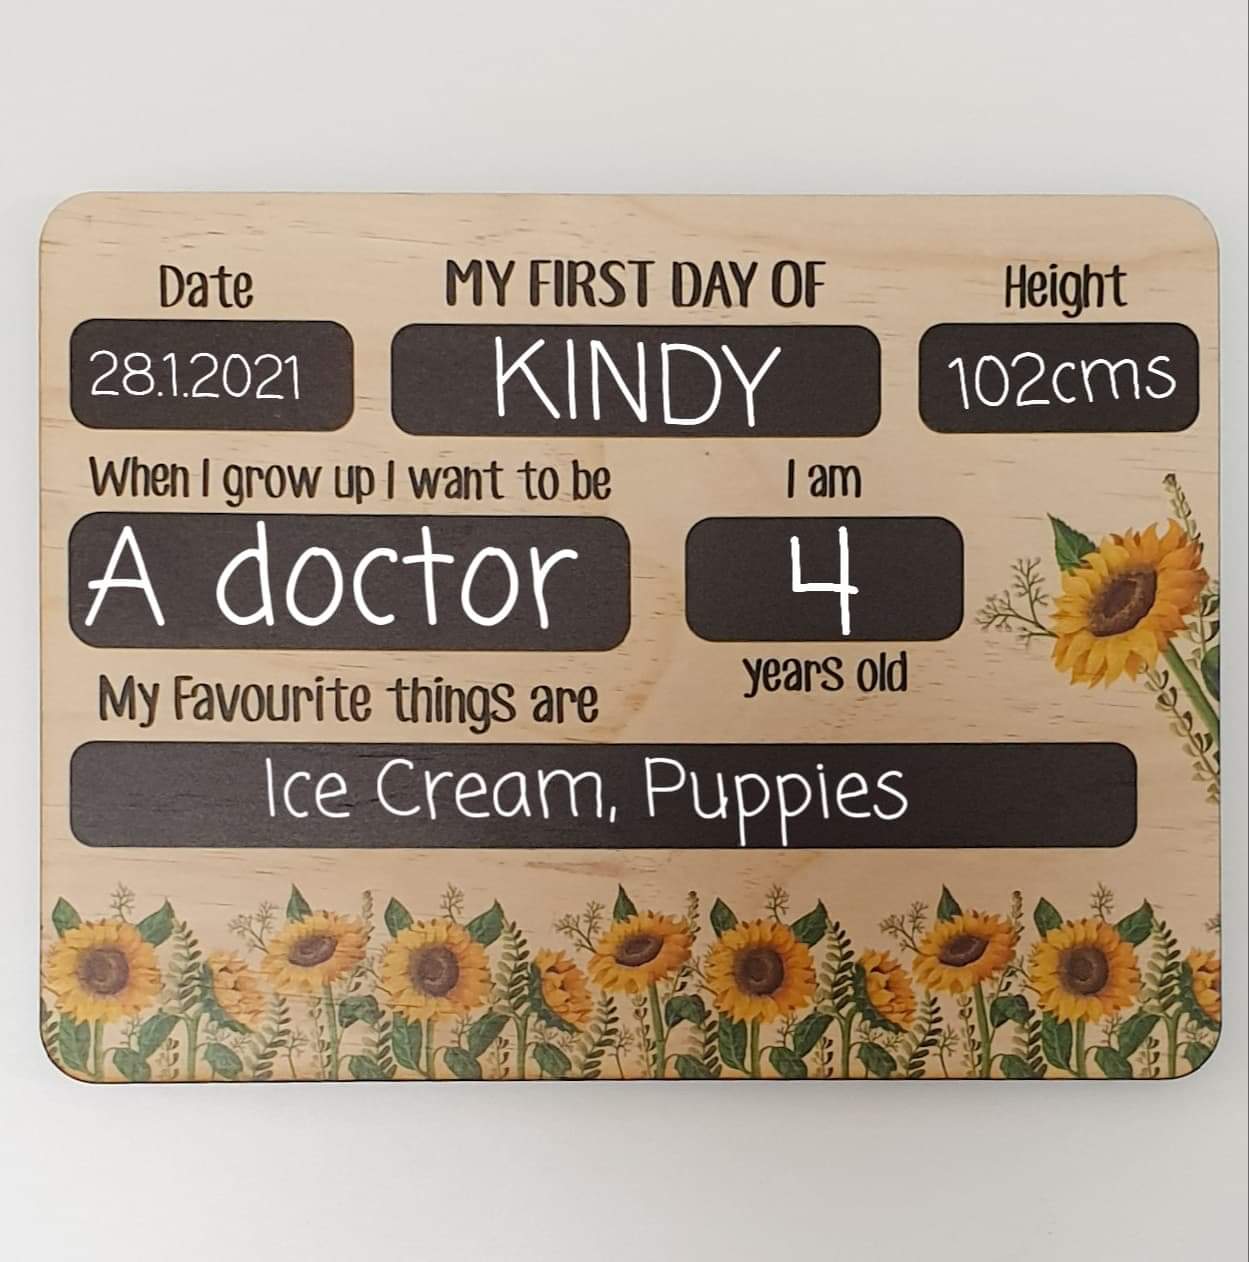 Date
MY FIRST DAY OF
Height
28.1.2021
KINDY
102cms
When I grow up I want to be
I am
A doctor
4
years old
My Favourite things are
Ice Cream, Puppies